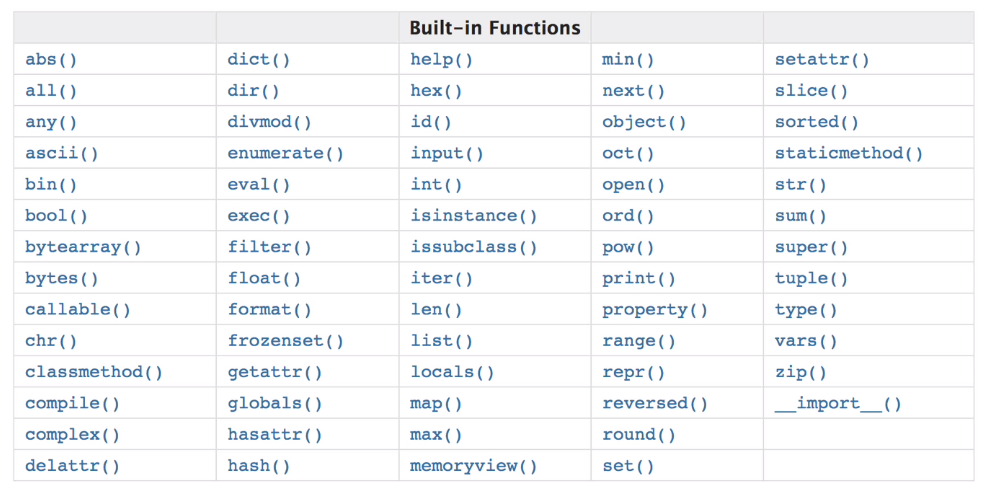 Built-in Functions
abs() dict() help() min() setattr()
all() dir() hex() next() slice()
any() divmod() id() object() sorted()
ascii() enumerate() input() oct() staticmethod()
bin() eval() int() open() str()
bool() exec() isinstance() ord() sum()
bytearray() filter() issubclass() pow() super()
bytes() float() iter() print() tuple()
callable() format() len() property() type()
chr() frozenset() list() range() vars()
classmethod() getattr() locals() repr() zip()
compile() globals() map() reversed() __import__()
complex() hasattr() max() round()
delattr() hash() memoryview() set()